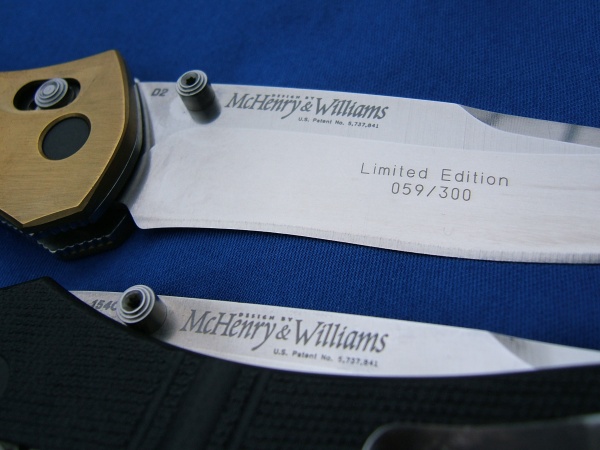 D2
DESIGN BY
McHenry & Williams
U.S. Patent No. 5,737,841
Limited Edition
059/300
154C
DESIGN BY
McHenry & Williams
U.S. Patent No. 5,737,841